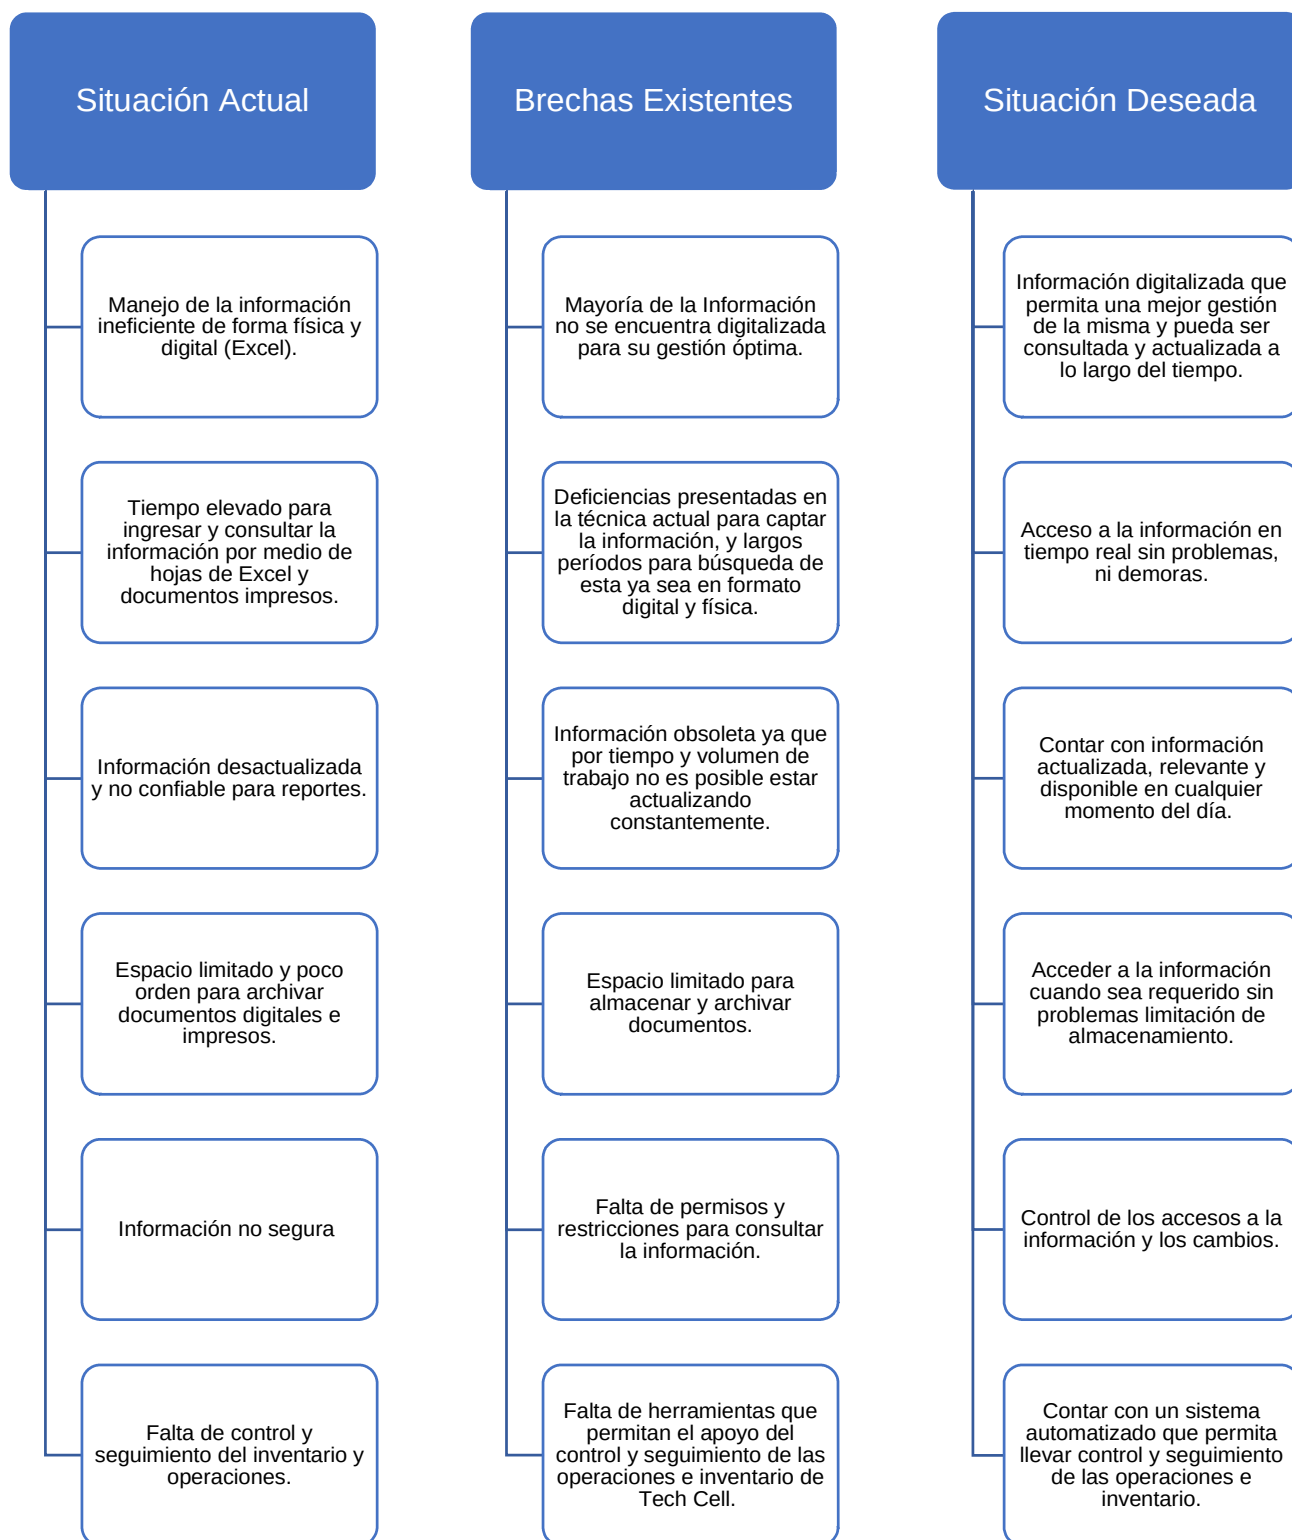 Situación Actual
Manejo de la información
ineficiente de forma física y
digital (Excel).
Tiempo elevado para
ingresar y consultar la
información por medio de
hojas de Excel y
documentos impresos.
Información desactualizada
y no confiable para reportes.
Espacio limitado y poco
orden para archivar
documentos digitales e
impresos.
Información no segura
Falta de control y
seguimiento del inventario y
operaciones.
Brechas Existentes
Mayoría de la Información
no se encuentra digitalizada
para su gestión óptima.
Deficiencias presentadas en
la técnica actual para captar
la información, y largos
períodos para búsqueda de
esta ya sea en formato
digital y física.
Información obsoleta ya que
por tiempo y volumen de
trabajo no es posible estar
actualizando
constantemente.
Espacio limitado para
almacenar y archivar
documentos.
Falta de permisos y
restricciones para consultar
la información.
Falta de herramientas que
permitan el apoyo del
control y seguimiento de las
operaciones e inventario de
Tech Cell.
Situación Deseada
Información digitalizada que
permita una mejor gestión
de la misma y pueda ser
consultada y actualizada a
lo largo del tiempo.
Acceso a la información en
tiempo real sin problemas,
ni demoras.
Contar con información
actualizada, relevante y
disponible en cualquier
momento del día.
Acceder a la información
cuando sea requerido sin
problemas limitación de
almacenamiento.
Control de los accesos a la
información y los cambios.
Contar con un sistema
automatizado que permita
llevar control y seguimiento
de las operaciones e
inventario.